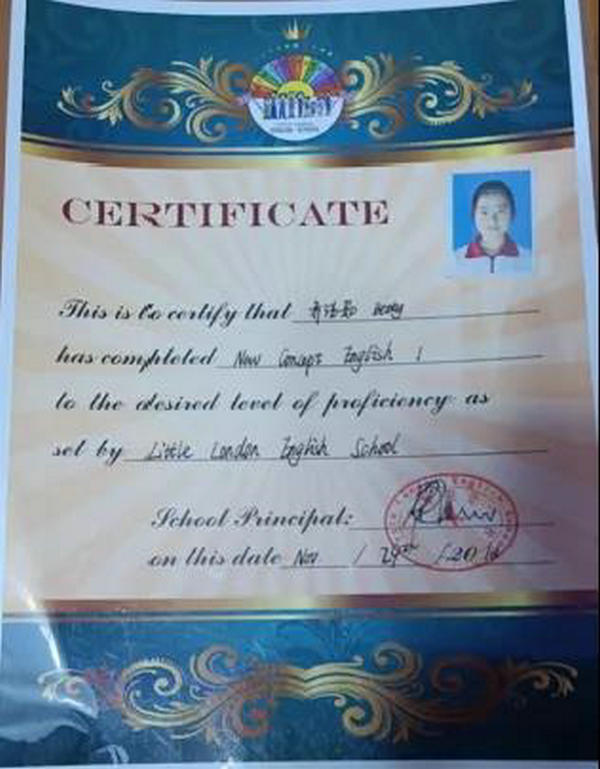 CERTIFICATE
This is to certify that
has completed New Concept English 1
to the desired level of proficiency as
set by Little London English School
School Principal:
on this date Nov / 29th /